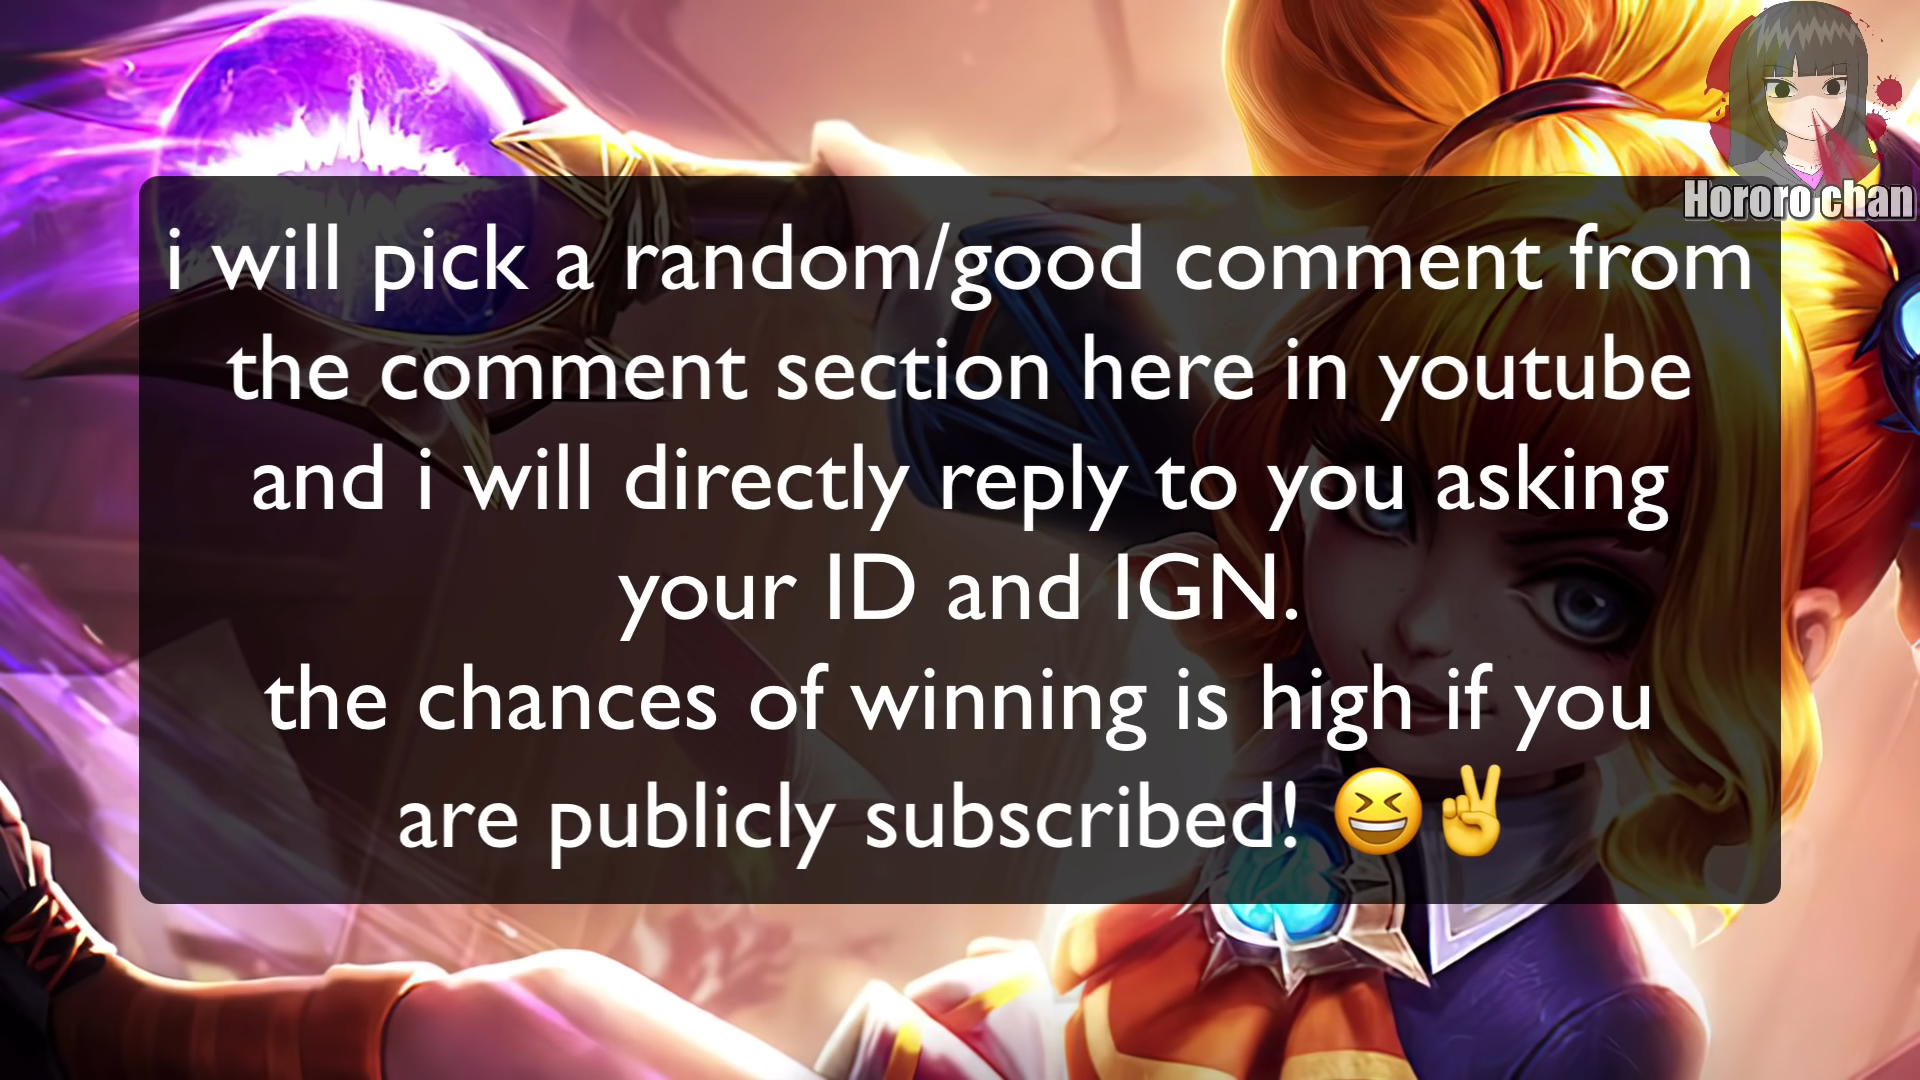 Hororo chan
i will pick a random/good comment from
the comment section here in youtube
and i will directly reply to you asking
your ID and IGN.
the chances of winning is high if you
are publicly subscribed! 😆✌